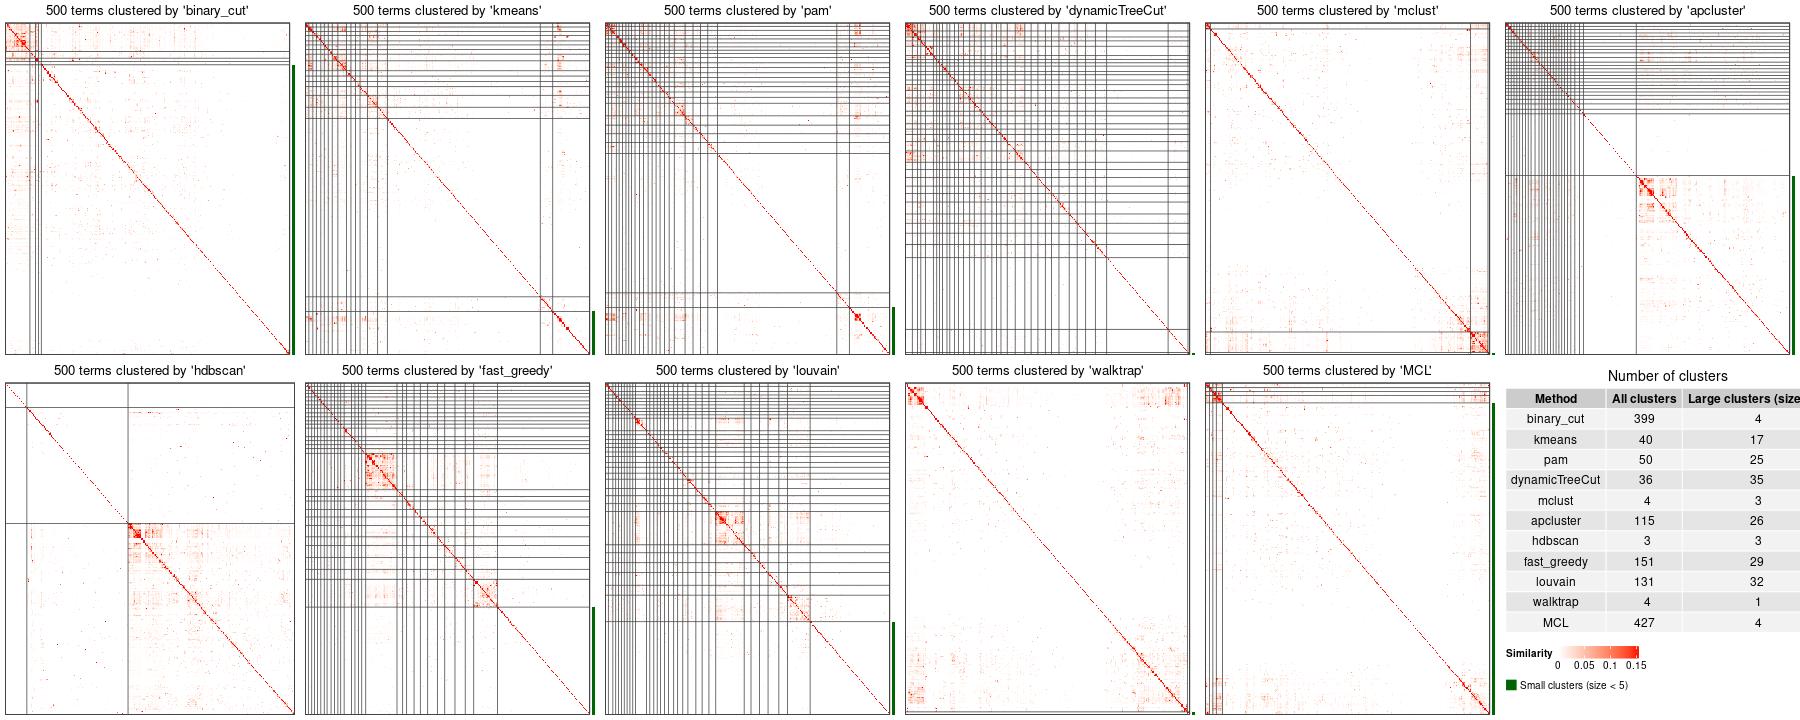 500 terms clustered by 'binary_cut'
500 terms clustered by 'kmeans'
500 terms clustered by 'pam'
500 terms clustered by 'dynamicTreeCut'
500 terms clustered by 'mclust'
500 terms clustered by 'apcluster'
500 terms clustered by 'hdbscan'
500 terms clustered by 'fast_greedy'
500 terms clustered by 'louvain'
500 terms clustered by 'walktrap'
500 terms clustered by 'MCL'
Number of clusters
Method All clusters Large clusters (size
binary_cut 399 4
kmeans 40 17
pam 50 25
dynamicTreeCut 36 35
mclust 4 3
apcluster 115 26
hdbscan 3 3
fast_greedy 151 29
louvain 131 32
walktrap 4 1
MCL 427 4
Similarity
0 0.05 0.1 0.15
Small clusters (size < 5)